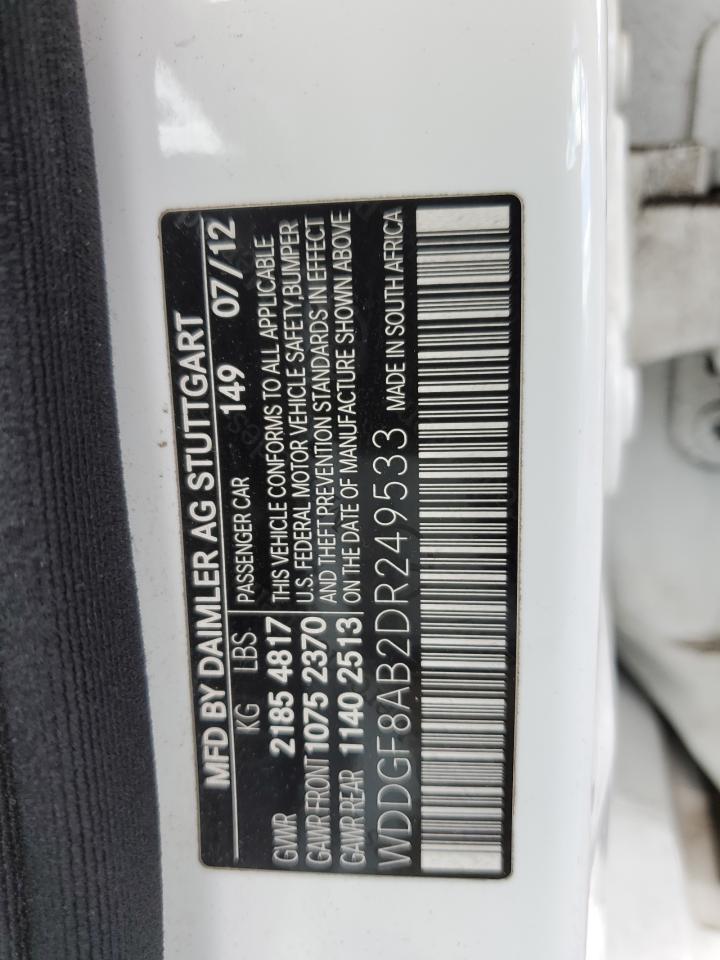 MFD BY DAIMLER AG STUTTGART
KG LBS PASSENGER CAR 149 07/12
GVWR 2185 4817 THIS VEHICLE CONFORMS TO ALL APPLICABLE
U.S. FEDERAL MOTOR VEHICLE SAFETY,BUMPER
GAWR FRONT 1075 2370 AND THEFT PREVENTION STANDARDS IN EFFECT
GAWR REAR 1140 2513 ON THE DATE OF MANUFACTURE SHOWN ABOVE
WDDGF8AB2DR249533 MADE IN SOUTH AFRICA